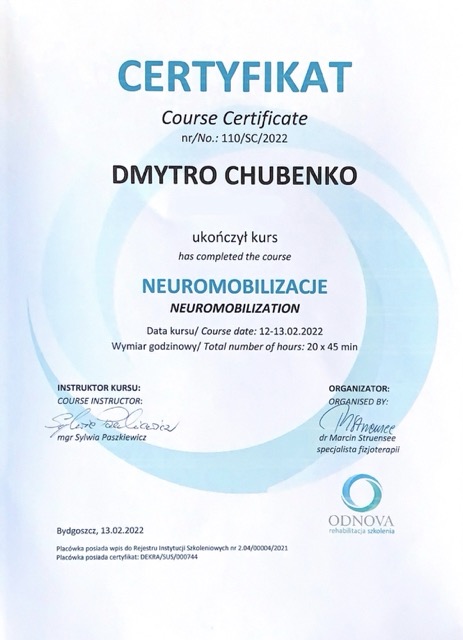 CERTYFIKAT
Course Certificate
nr/No.: 110/SC/2022
DMYTRO CHUBENKO
ukończył kurs
has completed the course
NEUROMOBILIZACJE
NEUROMOBILIZATION
Data kursu/ Course date: 12-13.02.2022
Wymiar godzinowy/ Total number of hours: 20 x 45 min
INSTRUKTOR KURSU:
COURSE INSTRUCTOR:
Sylwia Paszkiewicz
mgr Sylwia Paszkiewicz
ORGANIZATOR:
ORGANISED BY:
MStruensee
dr Marcin Struensee
specjalista fizjoterapii
ODNOVA
rehabilitacja szkolenia
Bydgoszcz, 13.02.2022
Placówka posiada wpis do Rejestru Instytucji Szkoleniowych nr 2.04/00004/2021
Placówka posiada certyfikat: DEKRA/SUS/000744